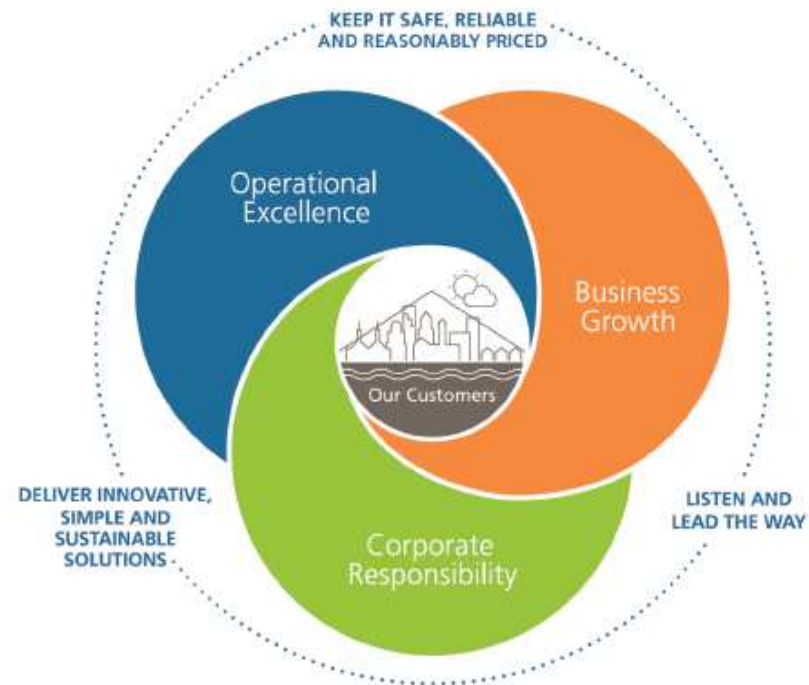 KEEP IT SAFE, RELIABLE
AND REASONABLY PRICED
Operational
Excellence
Business
Growth
Our Customers
DELIVER INNOVATIVE,
SIMPLE AND
SUSTAINABLE
SOLUTIONS
LISTEN AND
LEAD THE WAY
Corporate
Responsibility